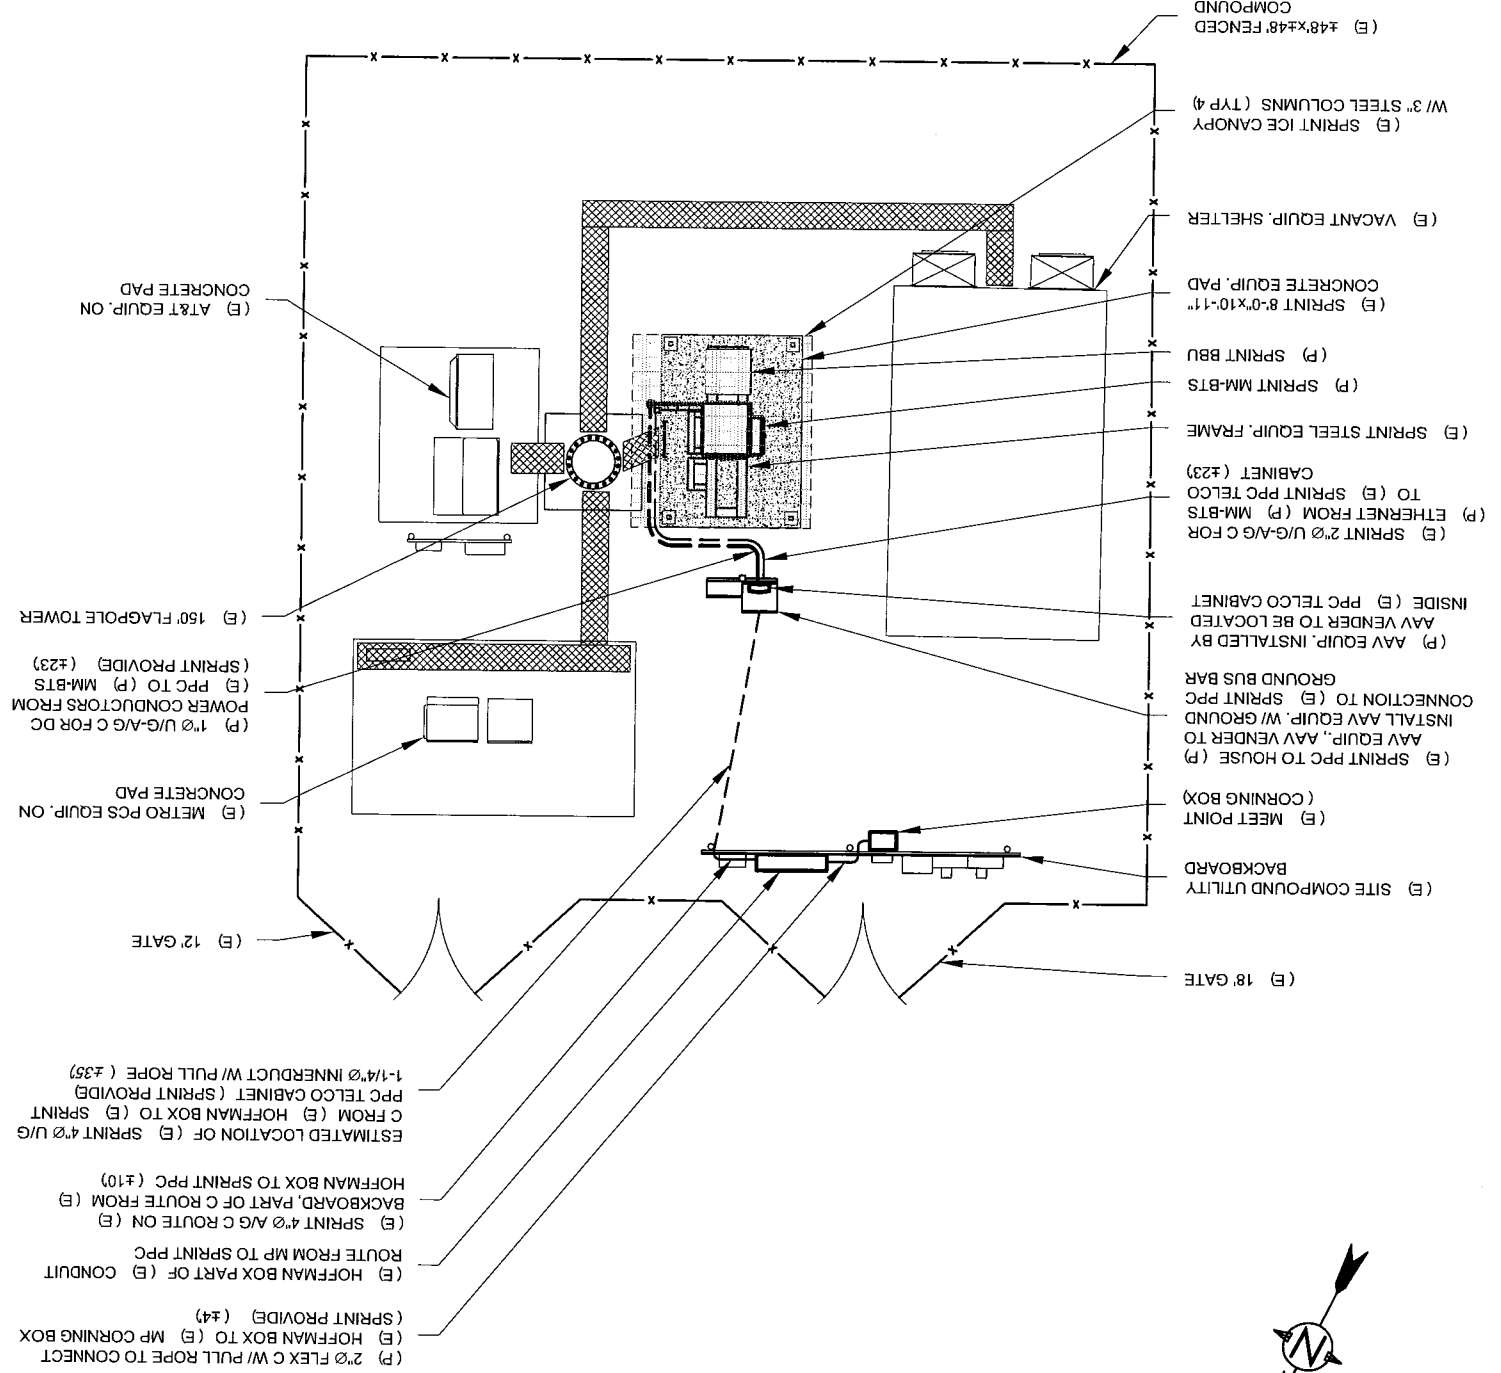 (P) 2"Ø FLEX C W/ PULL ROPE TO CONNECT
(E) HOFFMAN BOX TO (E) MP CORNING BOX
(SPRINT PROVIDE) (±4')
(E) HOFFMAN BOX PART OF (E) CONDUIT
ROUTE FROM MP TO SPRINT PPC
(E) SPRINT 4"Ø A/G C ROUTE ON (E)
BACKBOARD, PART OF C ROUTE FROM (E)
HOFFMAN BOX TO SPRINT PPC (±10')
ESTIMATED LOCATION OF (E) SPRINT 4"Ø U/G
C FROM (E) HOFFMAN BOX TO (E) SPRINT
PPC TELCO CABINET (SPRINT PROVIDE)
1-1/4"Ø INNERDUCT W/ PULL ROPE (±35')
N
(E) 18' GATE
(E) SITE COMPOUND UTILITY
BACKBOARD
(E) MEET POINT
(CORNING BOX)
(E) SPRINT PPC TO HOUSE (P)
AAV EQUIP., AAV VENDER TO
INSTALL AAV EQUIP. W/ GROUND
CONNECTION TO (E) SPRINT PPC
GROUND BUS BAR
(P) AAV EQUIP. INSTALLED BY
AAV VENDER TO BE LOCATED
INSIDE (E) PPC TELCO CABINET
(E) SPRINT 2"Ø U/G-A/G C FOR
(P) ETHERNET FROM (P) MM-BTS
TO (E) SPRINT PPC TELCO
CABINET (±23')
(E) SPRINT STEEL EQUIP. FRAME
(P) SPRINT MM-BTS
(P) SPRINT BBU
(E) SPRINT 8'-0"x10'-11"
CONCRETE EQUIP. PAD
(E) VACANT EQUIP. SHELTER
(E) SPRINT ICE CANOPY
W/ 3" STEEL COLUMNS (TYP 4)
(E) ±48'x±48' FENCED
COMPOUND
(E) 12' GATE
(E) METRO PCS EQUIP. ON
CONCRETE PAD
(P) 1"Ø U/G-A/G C FOR DC
POWER CONDUCTORS FROM
(E) PPC TO (P) MM-BTS
(SPRINT PROVIDE) (±23')
(E) 150' FLAGPOLE TOWER
(E) AT&T EQUIP. ON
CONCRETE PAD